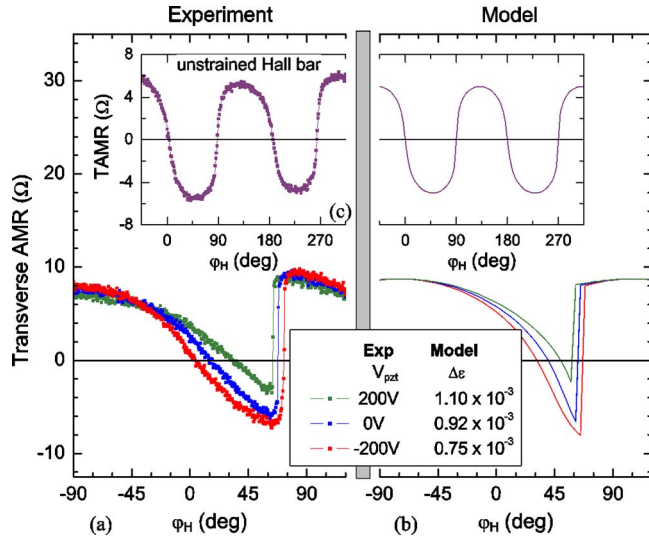 Experiment
Model
35
30
20
10
0
-10
Transverse AMR (Ω)
unstrained Hall bar
8
4
0
-4
-8
TAMR (Ω)
0 90 180 270
φH (deg)
(c)
0 90 180 270
φH (deg)
Exp Model
Vpzt Δε
200V 1.10 x 10⁻³
0V 0.92 x 10⁻³
-200V 0.75 x 10⁻³
-90 -45 0 45 90
(a) φH (deg)
-90 -45 0 45 90
(b) φH (deg)